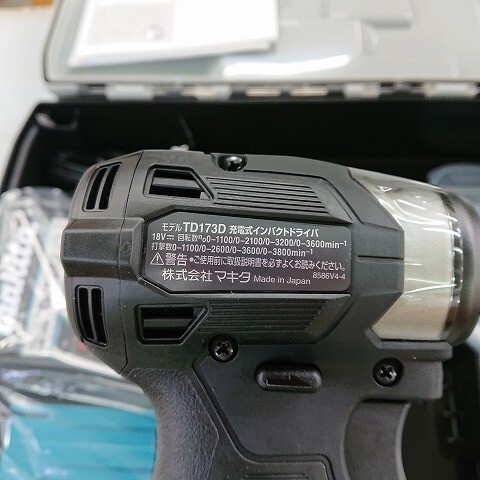 モデル TD173D 充電式インパクトドライバ
18V⎓ 回転数n₀0-1100/0-2100/0-3200/0-3600min⁻¹
打撃数0-1100/0-2600/0-3600/0-3800min⁻¹
⚠警告 ●ご使用前に取扱説明書を必ずよくお読みください。
株式会社 マキタ Made in Japan 8586V4-4